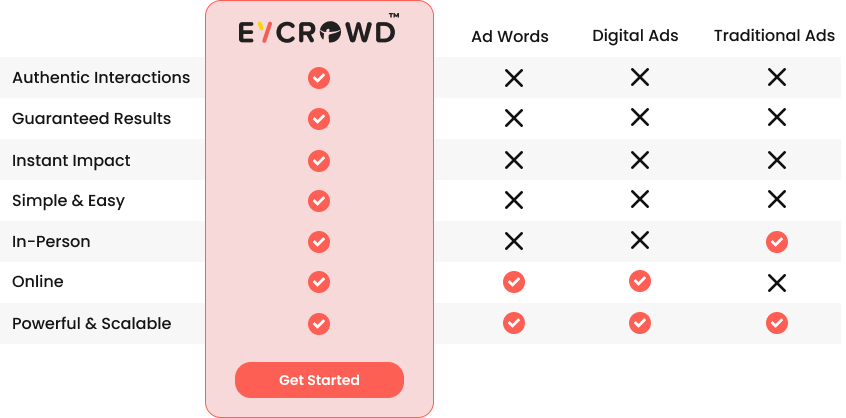 EYCROWD™
Ad Words Digital Ads Traditional Ads
Authentic Interactions
Guaranteed Results
Instant Impact
Simple & Easy
In-Person
Online
Powerful & Scalable
Get Started